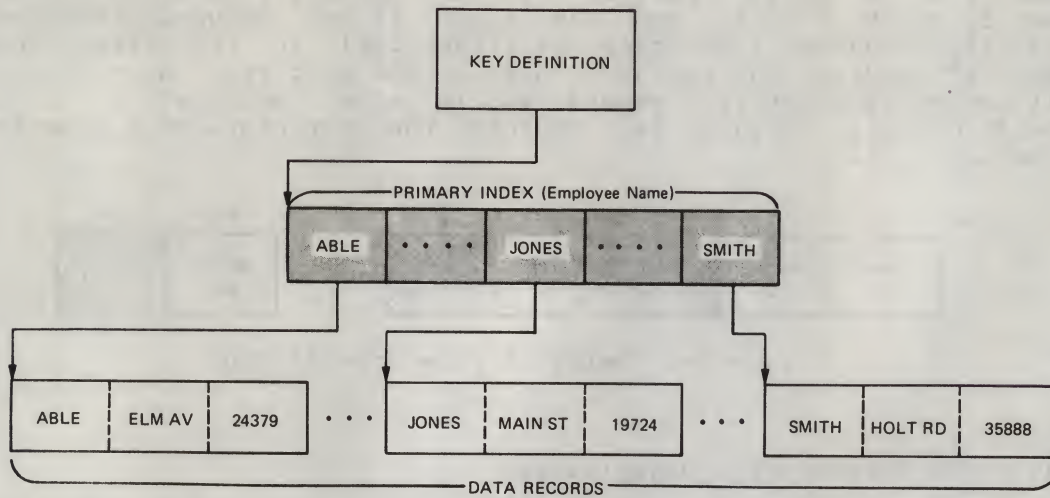 KEY DEFINITION
PRIMARY INDEX (Employee Name)
ABLE • • • • JONES • • • • SMITH
ABLE ELM AV 24379 • • • JONES MAIN ST 19724 • • • SMITH HOLT RD 35888
DATA RECORDS